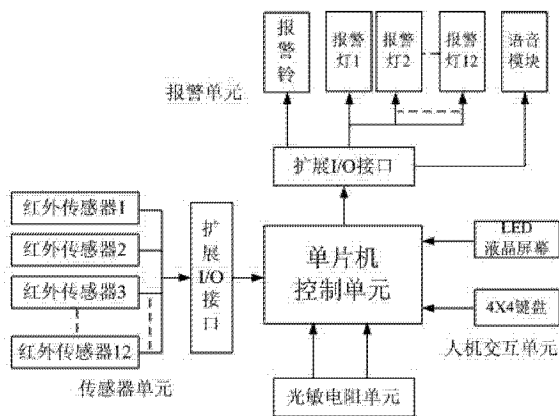 报
警
铃
报警
灯1
报警
灯2
报警
灯12
语音
模块
报警单元
扩展I/O接口
红外传感器1
红外传感器2
红外传感器3
红外传感器12
传感器单元
扩
展
I/O
接
口
单片机
控制单元
LED
液晶屏幕
4X4键盘
人机交互单元
光敏电阻单元